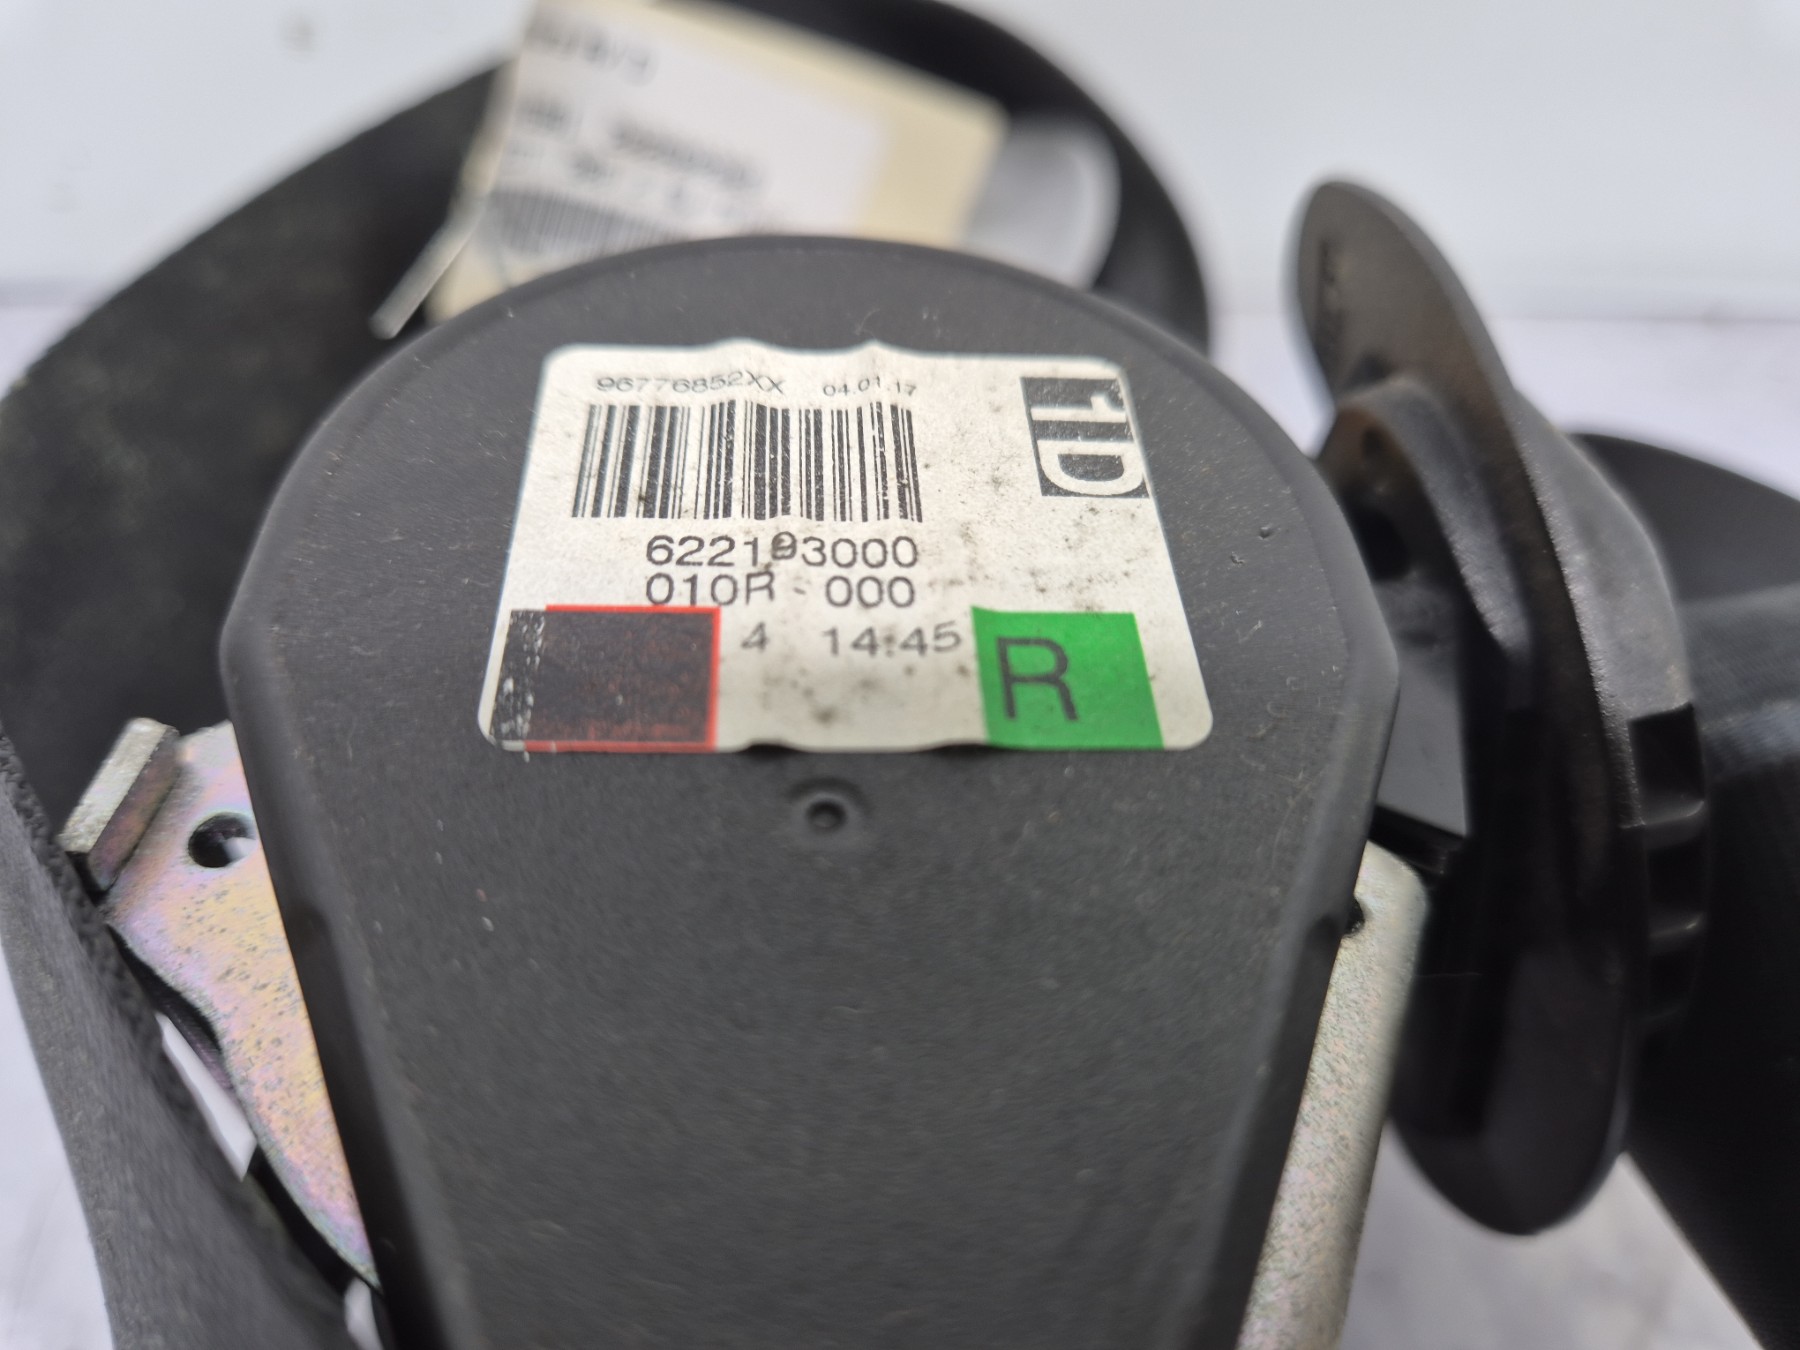 96776852XX 04.01.17
1D
622193000
010R - 000
4 14:45
R